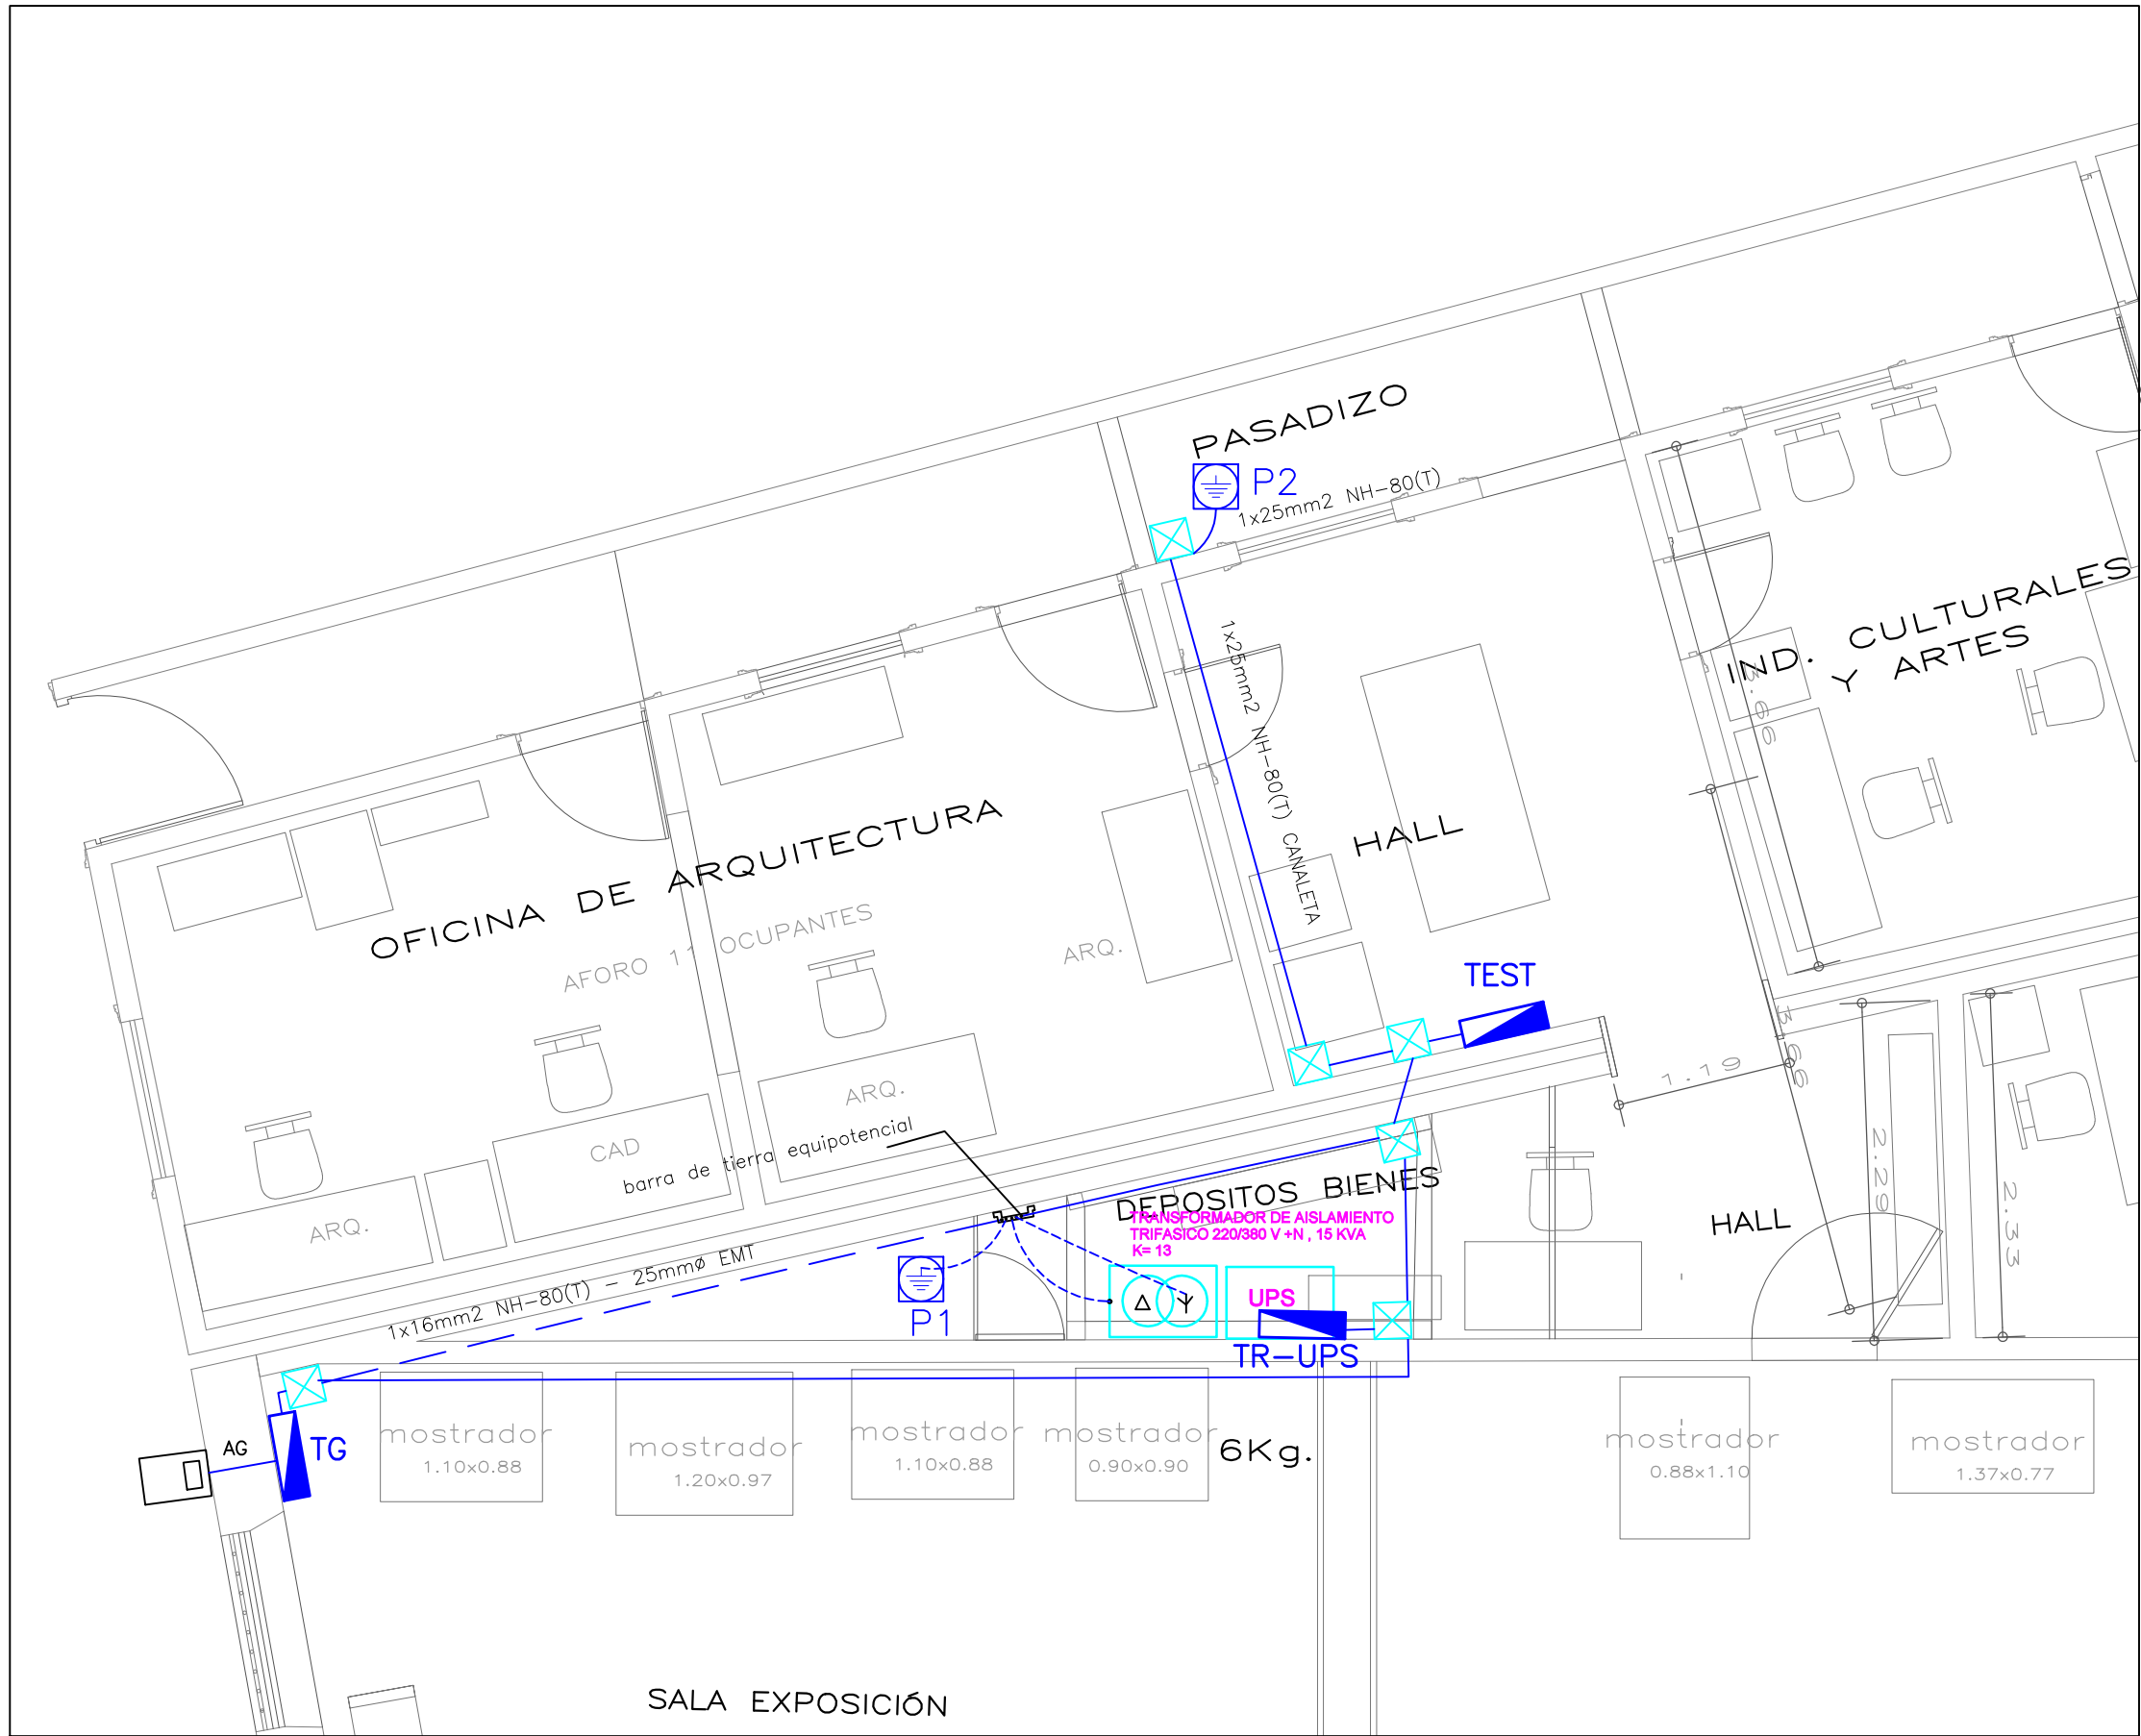 PASADIZO
P2
1x25mm2 NH-80(T)
1x25mm2 NH-80(T) CANALETA
IND. CULTURALES
Y ARTES
3.66
OFICINA DE ARQUITECTURA
AFORO 11 OCUPANTES
ARQ.
HALL
TEST
ARQ.
CAD
ARQ.
barra de tierra equipotencial
1.19
3.66
2.29
2.33
HALL
DEPOSITOS BIENES
TRANSFORMADOR DE AISLAMIENTO
TRIFASICO 220/380 V +N , 15 KVA
K= 13
UPS
TR-UPS
P1
1x16mm2 NH-80(T) - 25mmø EMT
AG
TG
mostrador
1.10x0.88
mostrador
1.20x0.97
mostrador
1.10x0.88
mostrador
0.90x0.90
6Kg.
mostrador
0.88x1.10
mostrador
1.37x0.77
SALA EXPOSICIÓN